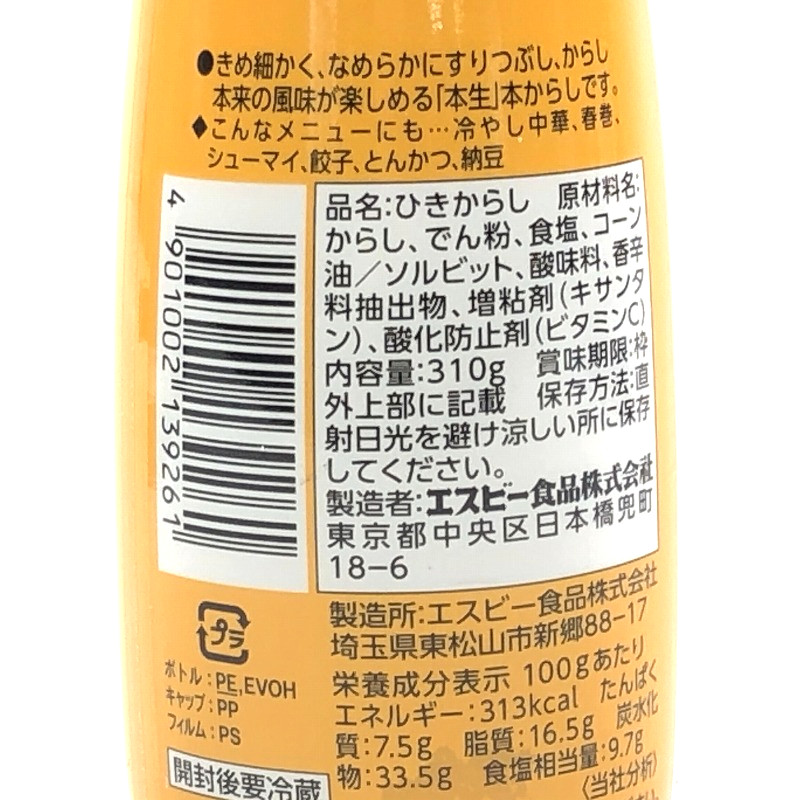 ●きめ細かく、なめらかにすりつぶし、からし
本来の風味が楽しめる「本生」本からしです。
◆こんなメニューにも…冷やし中華、春巻、
シューマイ、餃子、とんかつ、納豆
4 901002 139261
品名:ひきからし 原材料名:
からし、でん粉、食塩、コーン
油/ソルビット、酸味料、香辛
料抽出物、増粘剤(キサンタ
ン)、酸化防止剤(ビタミンC)
内容量:310g 賞味期限:枠
外上部に記載 保存方法:直
射日光を避け涼しい所に保存
してください。
製造者:エスビー食品株式会社
東京都中央区日本橋兜町
18-6
製造所:エスビー食品株式会社
埼玉県東松山市新郷88-17
栄養成分表示 100gあたり
エネルギー:313kcal たんぱく
質:7.5g 脂質:16.5g 炭水化
物:33.5g 食塩相当量:9.7g
〈当社分析〉
プラ
ボトル:PE,EVOH
キャップ:PP
フィルム:PS
開封後要冷蔵